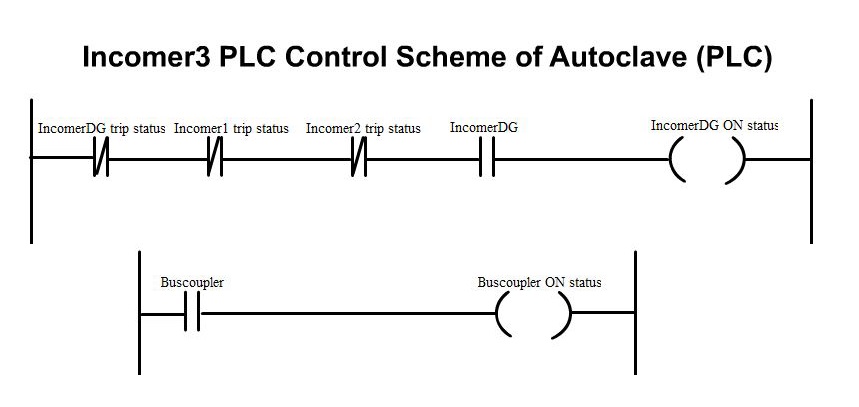 Incomer3 PLC Control Scheme of Autoclave (PLC)
IncomerDG trip status Incomer1 trip status Incomer2 trip status IncomerDG IncomerDG ON status
Buscoupler Buscoupler ON status